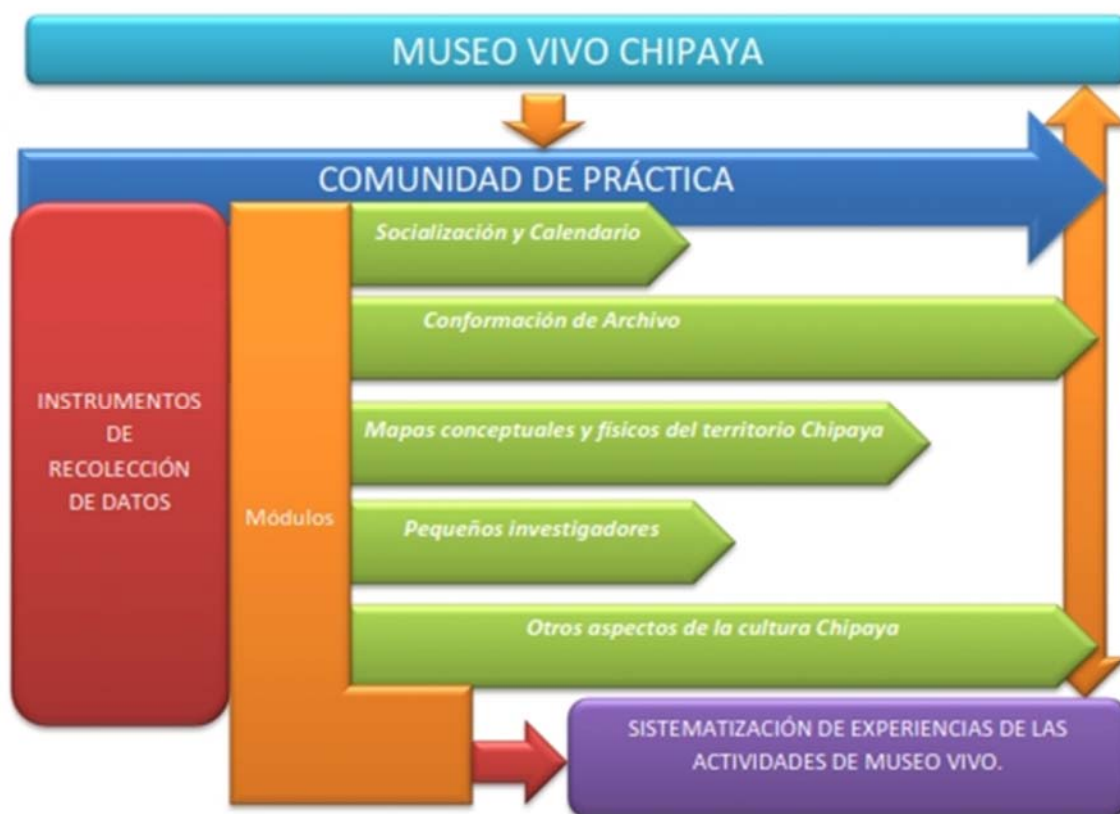 MUSEO VIVO CHIPAYA
COMUNIDAD DE PRÁCTICA
INSTRUMENTOS
DE
RECOLECCIÓN
DE DATOS
Módulos
Socialización y Calendario
Conformación de Archivo
Mapas conceptuales y físicos del territorio Chipaya
Pequeños investigadores
Otros aspectos de la cultura Chipaya
SISTEMATIZACIÓN DE EXPERIENCIAS DE LAS
ACTIVIDADES DE MUSEO VIVO.